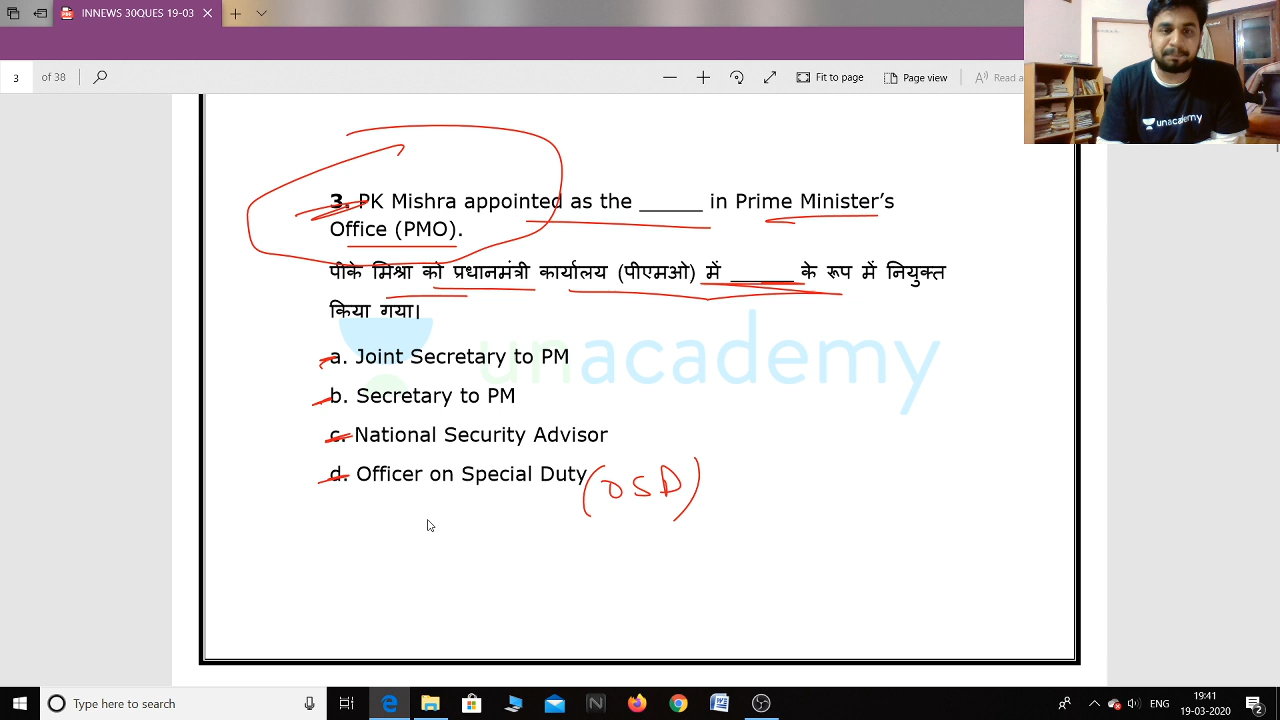 INNEWS 30QUES 19-03
3 of 38
Fit to page
Page view
Read a
unacademy
3. PK Mishra appointed as the ______ in Prime Minister's
Office (PMO).
पीके मिश्रा को प्रधानमंत्री कार्यालय (पीएमओ) में ______ के रूप में नियुक्त
किया गया।
unacademy
a. Joint Secretary to PM
b. Secretary to PM
c. National Security Advisor
d. Officer on Special Duty
(OSD)
Type here to search
ENG
19:41
19-03-2020